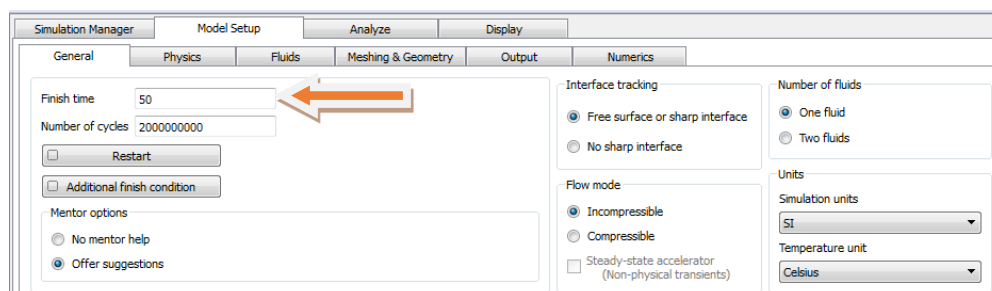 Simulation Manager Model Setup Analyze Display
General Physics Fluids Meshing & Geometry Output Numerics
Finish time 50
Number of cycles 2000000000
Restart
Additional finish condition
Mentor options
No mentor help
Offer suggestions
Interface tracking
Free surface or sharp interface
No sharp interface
Flow mode
Incompressible
Compressible
Steady-state accelerator
(Non-physical transients)
Number of fluids
One fluid
Two fluids
Units
Simulation units
SI
Temperature unit
Celsius